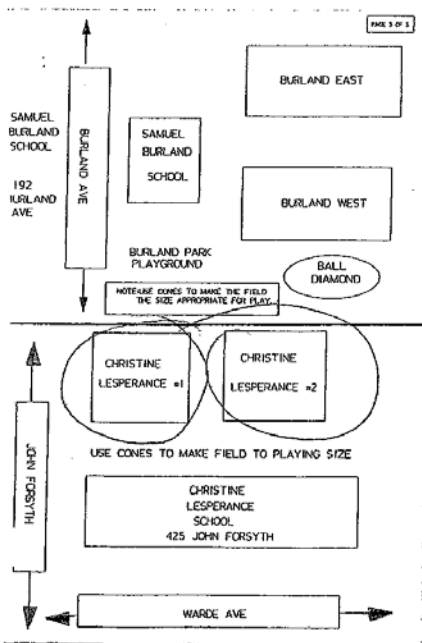 PAGE 3 OF 3
BURLAND EAST
SAMUEL
BURLAND
SCHOOL
192
URLAND
AVE
BURLAND AVE
SAMUEL
BURLAND
SCHOOL
BURLAND WEST
BURLAND PARK
PLAYGROUND
BALL
DIAMOND
NOTE:USE CONES TO MAKE THE FIELD
THE SIZE APPROPRIATE FOR PLAY.
CHRISTINE
LESPERANCE #1
CHRISTINE
LESPERANCE #2
USE CONES TO MAKE FIELD TO PLAYING SIZE
JOHN FORSYTH
CHRISTINE
LESPERANCE
SCHOOL
425 JOHN FORSYTH
WARDE AVE